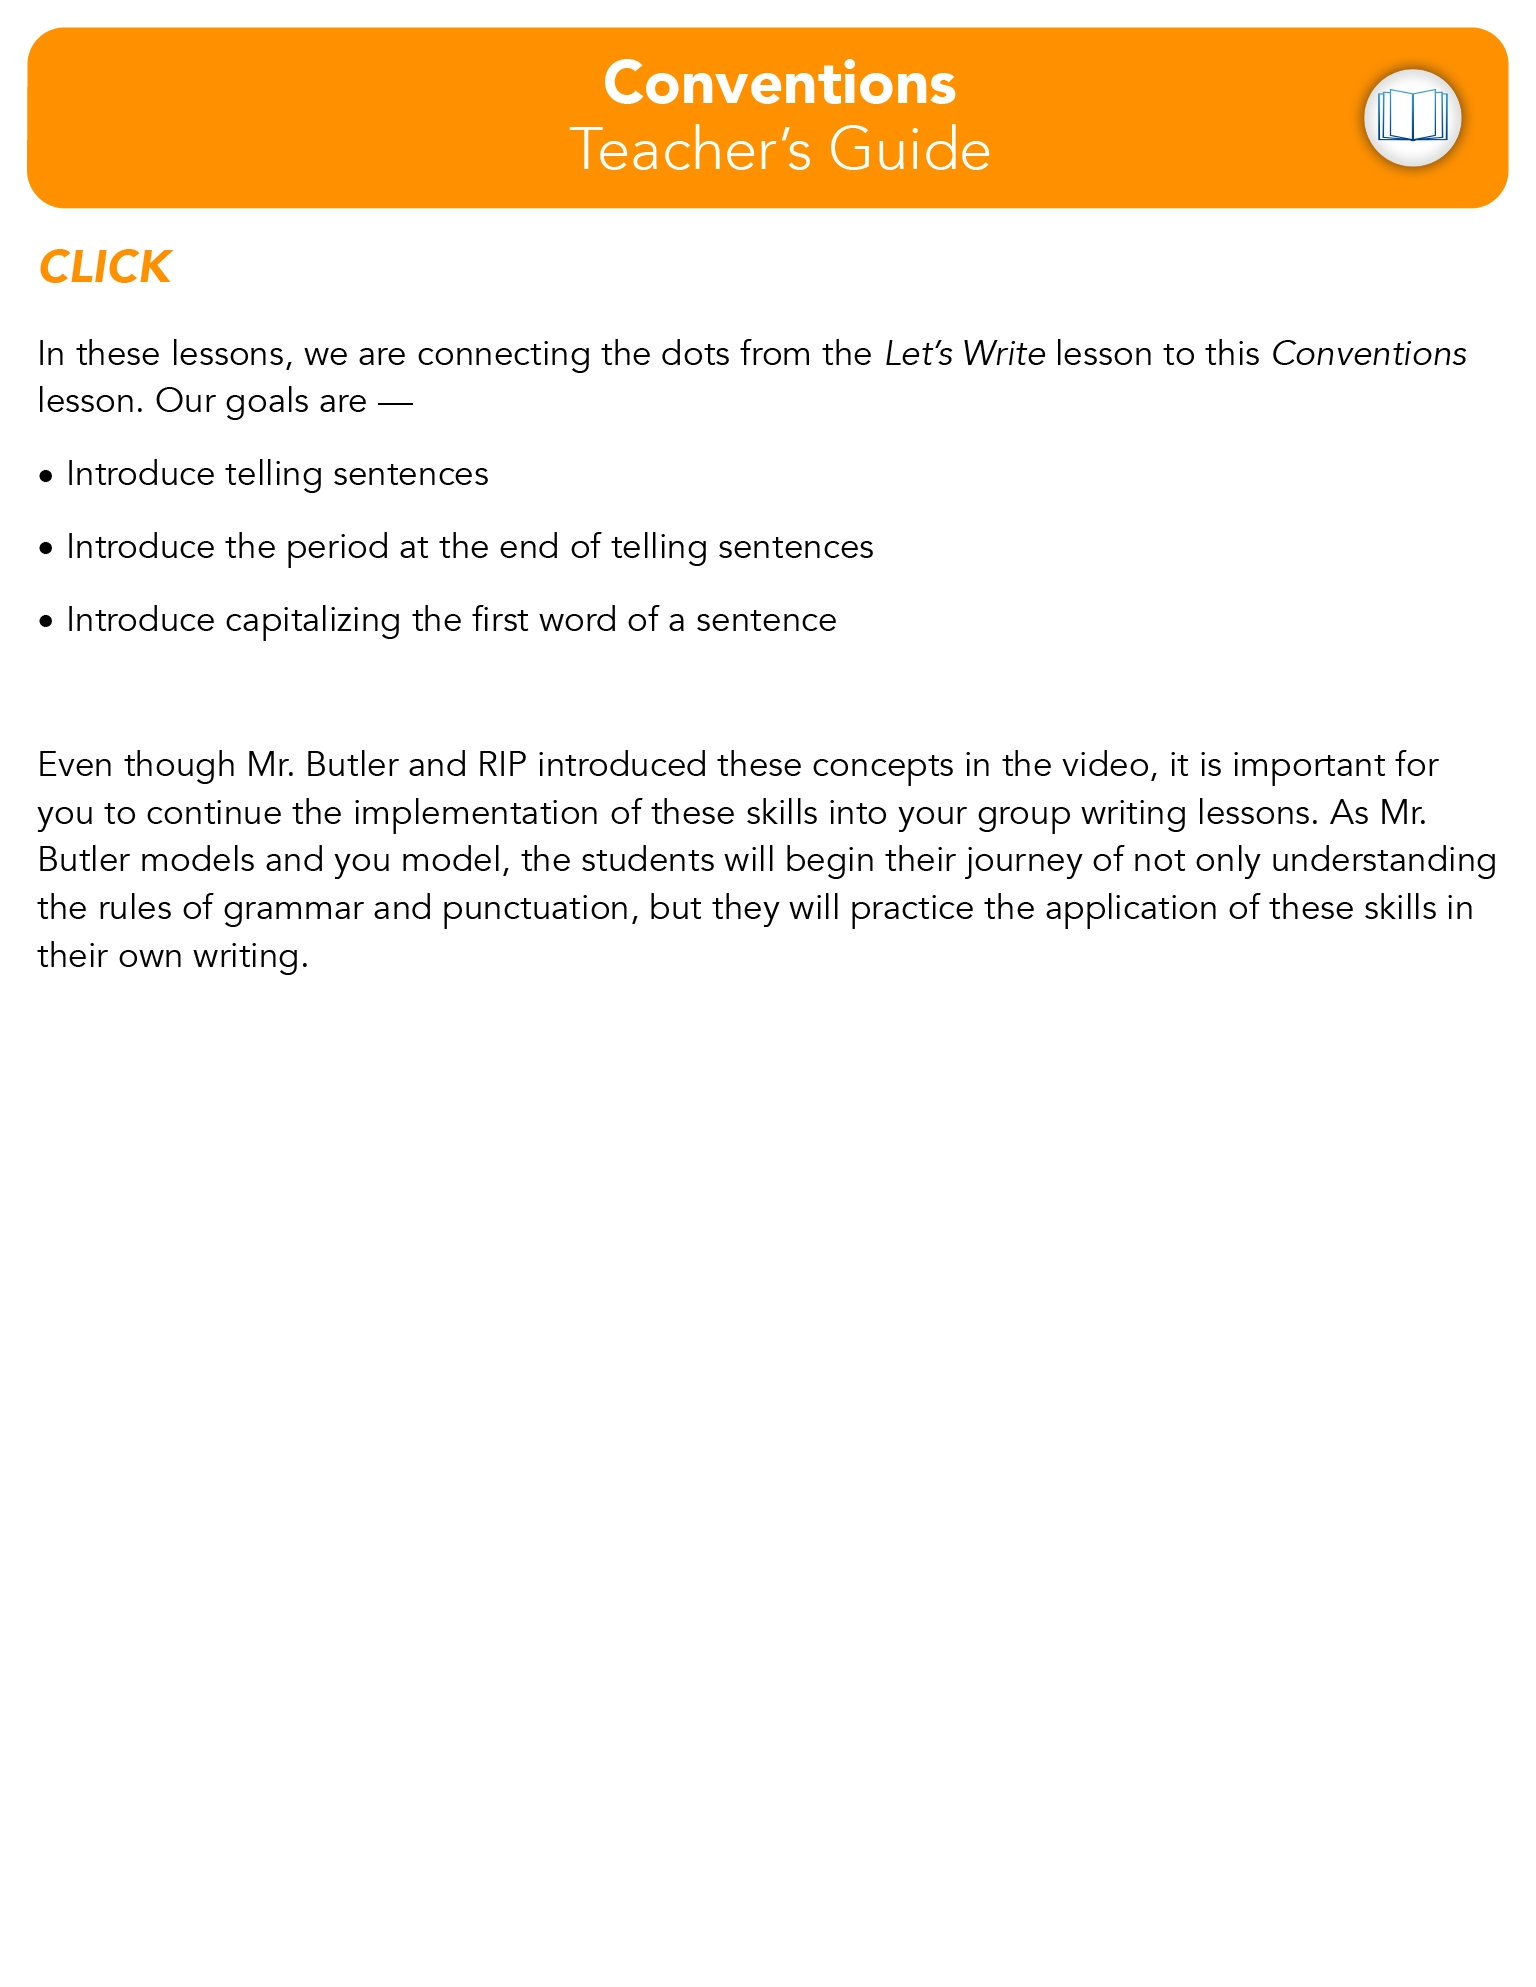 Conventions
Teacher’s Guide
CLICK
In these lessons, we are connecting the dots from the Let’s Write lesson to this Conventions
lesson. Our goals are —
• Introduce telling sentences
• Introduce the period at the end of telling sentences
• Introduce capitalizing the first word of a sentence
Even though Mr. Butler and RIP introduced these concepts in the video, it is important for
you to continue the implementation of these skills into your group writing lessons. As Mr.
Butler models and you model, the students will begin their journey of not only understanding
the rules of grammar and punctuation, but they will practice the application of these skills in
their own writing.